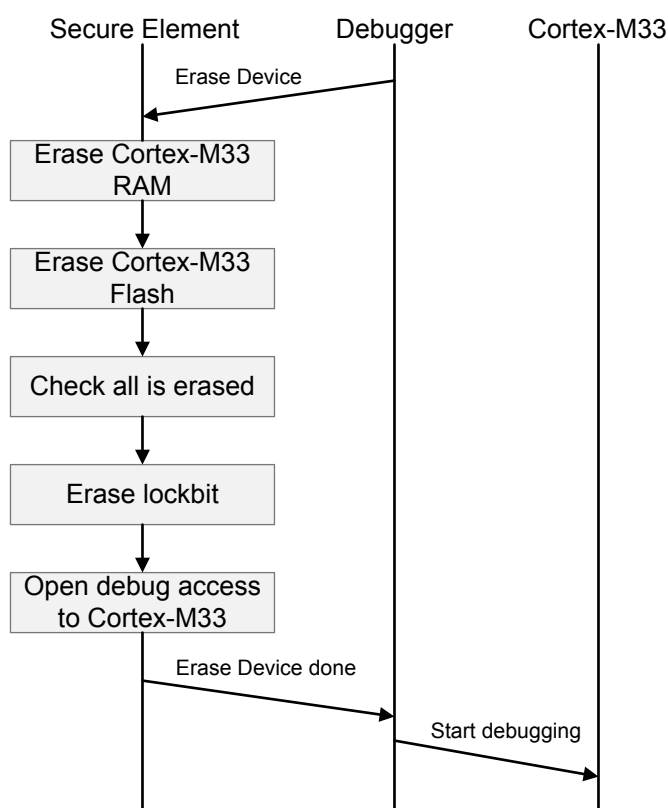 Secure Element
Debugger
Cortex-M33
Erase Device
Erase Cortex-M33
RAM
Erase Cortex-M33
Flash
Check all is erased
Erase lockbit
Open debug access
to Cortex-M33
Erase Device done
Start debugging